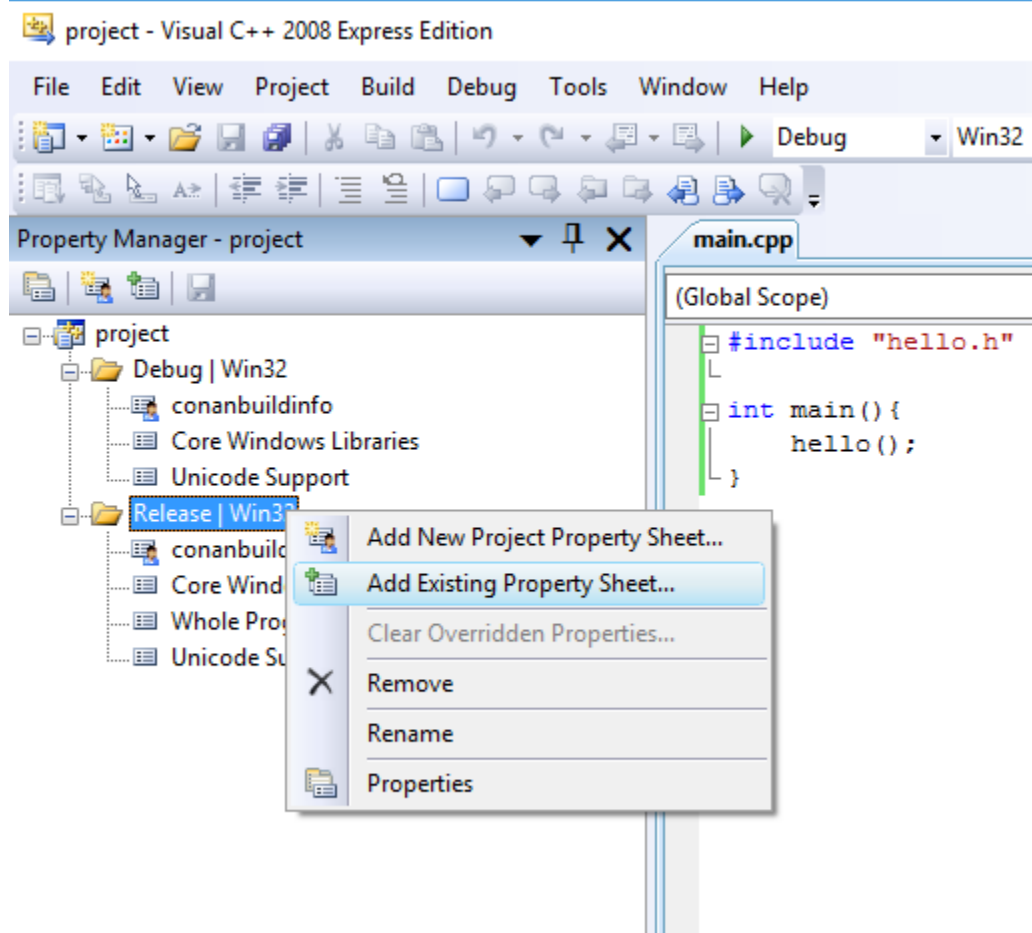 project - Visual C++ 2008 Express Edition
File Edit View Project Build Debug Tools Window Help
Debug Win32
Property Manager - project
main.cpp
(Global Scope)
project
Debug | Win32
conanbuildinfo
Core Windows Libraries
Unicode Support
Release | Win32
conanbuild
Core Wind
Whole Prog
Unicode Su
Add New Project Property Sheet...
Add Existing Property Sheet...
Clear Overridden Properties...
Remove
Rename
Properties
#include "hello.h"
int main(){
hello();
}